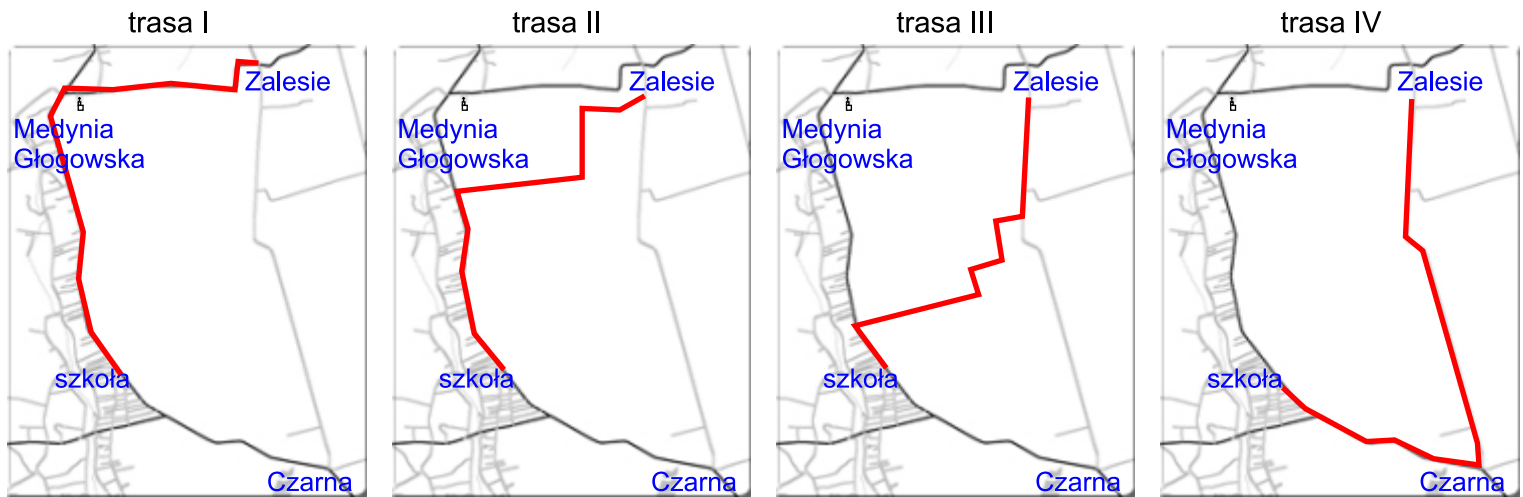 trasa I
Zalesie
Medynia
Głogowska
szkoła
Czarna
trasa II
Zalesie
Medynia
Głogowska
szkoła
Czarna
trasa III
Zalesie
Medynia
Głogowska
szkoła
Czarna
trasa IV
Zalesie
Medynia
Głogowska
szkoła
Czarna